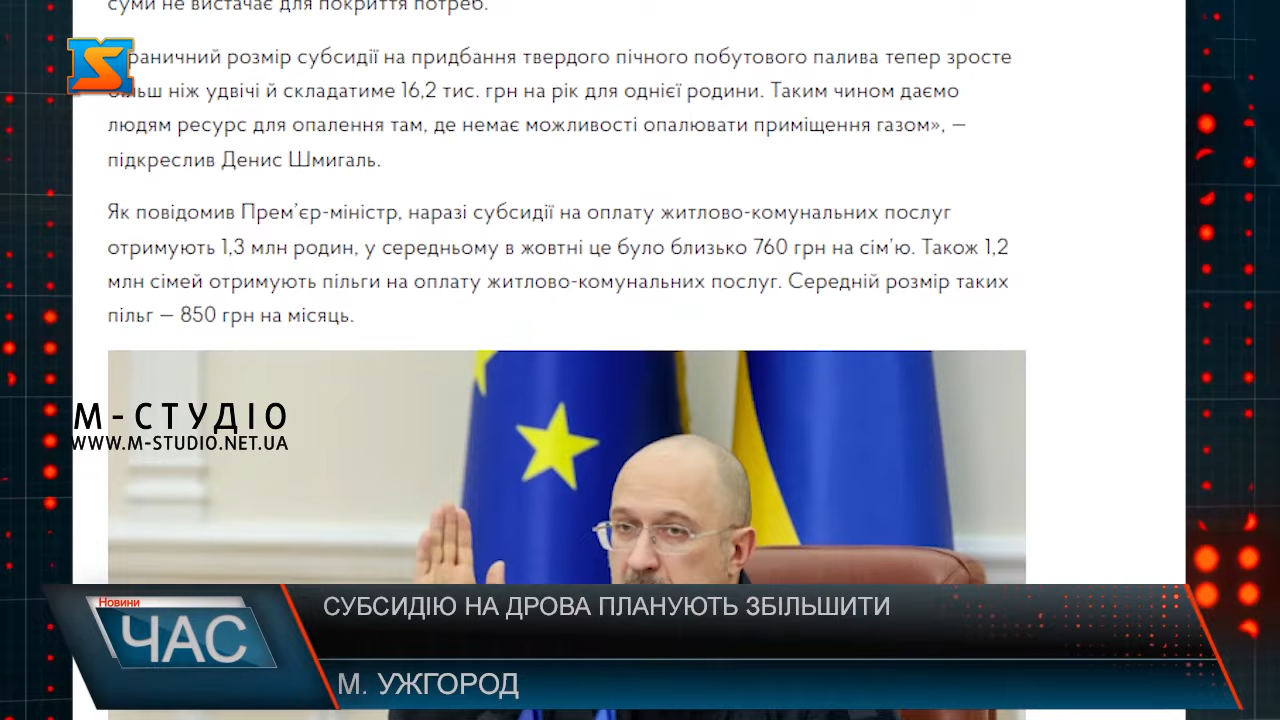 суми не вистачає для покриття потреб.
Граничний розмір субсидії на придбання твердого пічного побутового палива тепер зросте
більш ніж удвічі й складатиме 16,2 тис. грн на рік для однієї родини. Таким чином даємо
людям ресурс для опалення там, де немає можливості опалювати приміщення газом», —
підкреслив Денис Шмигаль.
Як повідомив Прем’єр-міністр, наразі субсидії на оплату житлово-комунальних послуг
отримують 1,3 млн родин, у середньому в жовтні це було близько 760 грн на сім’ю. Також 1,2
млн сімей отримують пільги на оплату житлово-комунальних послуг. Середній розмір таких
пільг — 850 грн на місяць.
М-СТУДІО
WWW.M-STUDIO.NET.UA
Новини
ЧАС
СУБСИДІЮ НА ДРОВА ПЛАНУЮТЬ ЗБІЛЬШИТИ
М. УЖГОРОД